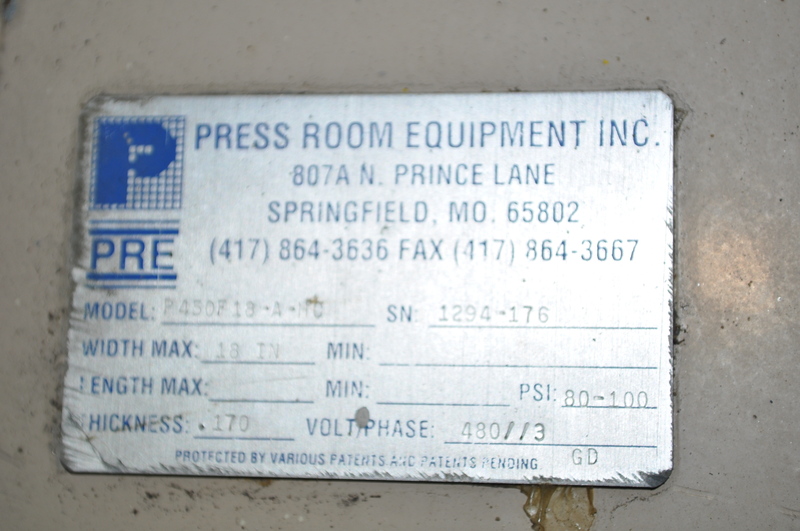 P PRESS ROOM EQUIPMENT INC.
807A N. PRINCE LANE
SPRINGFIELD, MO. 65802
PRE (417) 864-3636 FAX (417) 864-3667
MODEL: P450F18-A-NC SN: 1294-176
WIDTH MAX: 18 IN MIN:
LENGTH MAX: MIN: PSI: 80-100
THICKNESS: .170 VOLT/PHASE: 480//3
PROTECTED BY VARIOUS PATENTS AND PATENTS PENDING GD